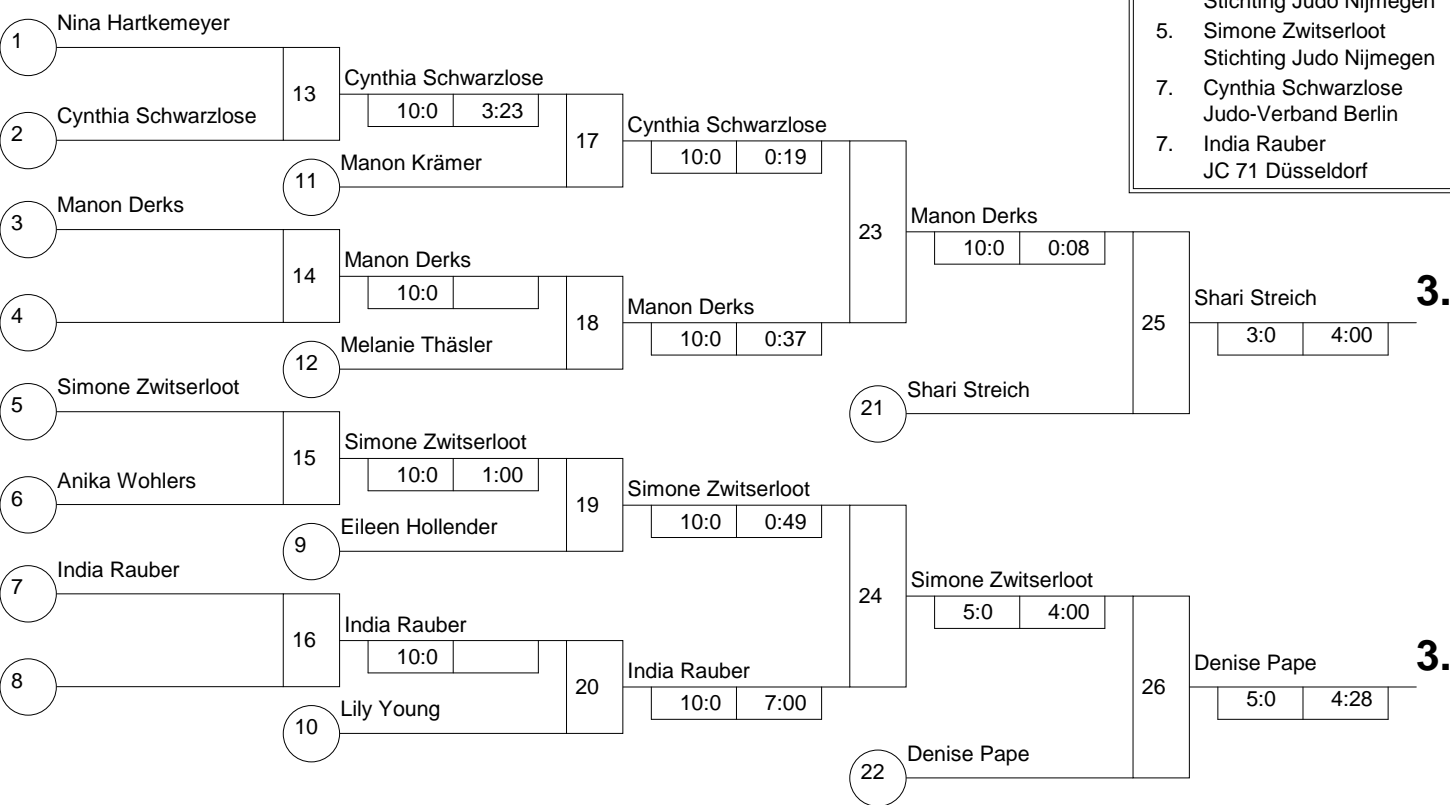 Stichting Judo Nijmegen
5. Simone Zwitserloot
Stichting Judo Nijmegen
7. Cynthia Schwarzlose
Judo-Verband Berlin
7. India Rauber
JC 71 Düsseldorf
1 Nina Hartkemeyer
2 Cynthia Schwarzlose
3 Manon Derks
4
5 Simone Zwitserloot
6 Anika Wohlers
7 India Rauber
8
13 Cynthia Schwarzlose
10:0 3:23
11 Manon Krämer
14 Manon Derks
10:0
12 Melanie Thäsler
15 Simone Zwitserloot
10:0 1:00
9 Eileen Hollender
16 India Rauber
10:0
10 Lily Young
17 Cynthia Schwarzlose
10:0 0:19
18 Manon Derks
10:0 0:37
19 Simone Zwitserloot
10:0 0:49
20 India Rauber
10:0 7:00
23 Manon Derks
10:0 0:08
21 Shari Streich
24 Simone Zwitserloot
5:0 4:00
22 Denise Pape
25 Shari Streich 3.
3:0 4:00
26 Denise Pape 3.
5:0 4:28